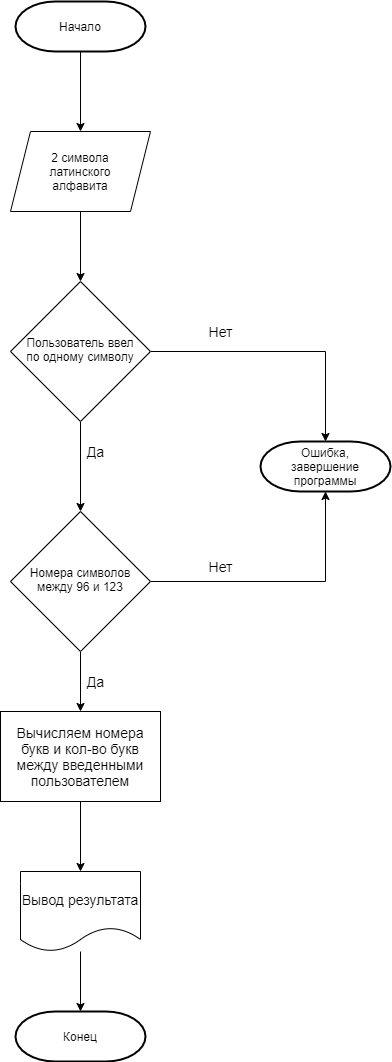 Начало
2 символа
латинского
алфавита
Пользователь ввел
по одному символу
Нет
Да
Ошибка,
завершение
программы
Номера символов
между 96 и 123
Нет
Да
Вычисляем номера
букв и кол-во букв
между введенными
пользователем
Вывод результата
Конец